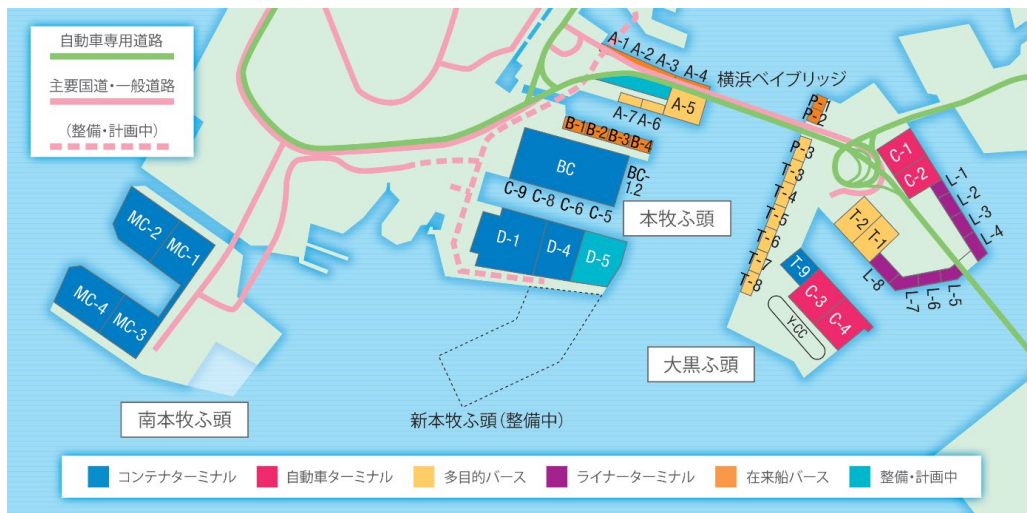 自動車専用道路
主要国道・一般道路
(整備・計画中)
A-1
A-2
A-3
A-4
横浜ベイブリッジ
A-5
A-7
A-6
B-1
B-2
B-3
B-4
BC
BC-
1.2
C-9
C-8
C-6
C-5
本牧ふ頭
D-1
D-4
D-5
MC-2
MC-1
MC-4
MC-3
南本牧ふ頭
新本牧ふ頭(整備中)
P-1
P-2
P-3
T-3
T-4
T-5
T-6
T-7
T-8
C-1
C-2
L-1
L-2
L-3
L-4
T-2
T-1
L-8
L-7
L-6
L-5
T-9
C-3
C-4
Y-CC
大黒ふ頭
コンテナターミナル
自動車ターミナル
多目的バース
ライナーターミナル
在来船バース
整備・計画中